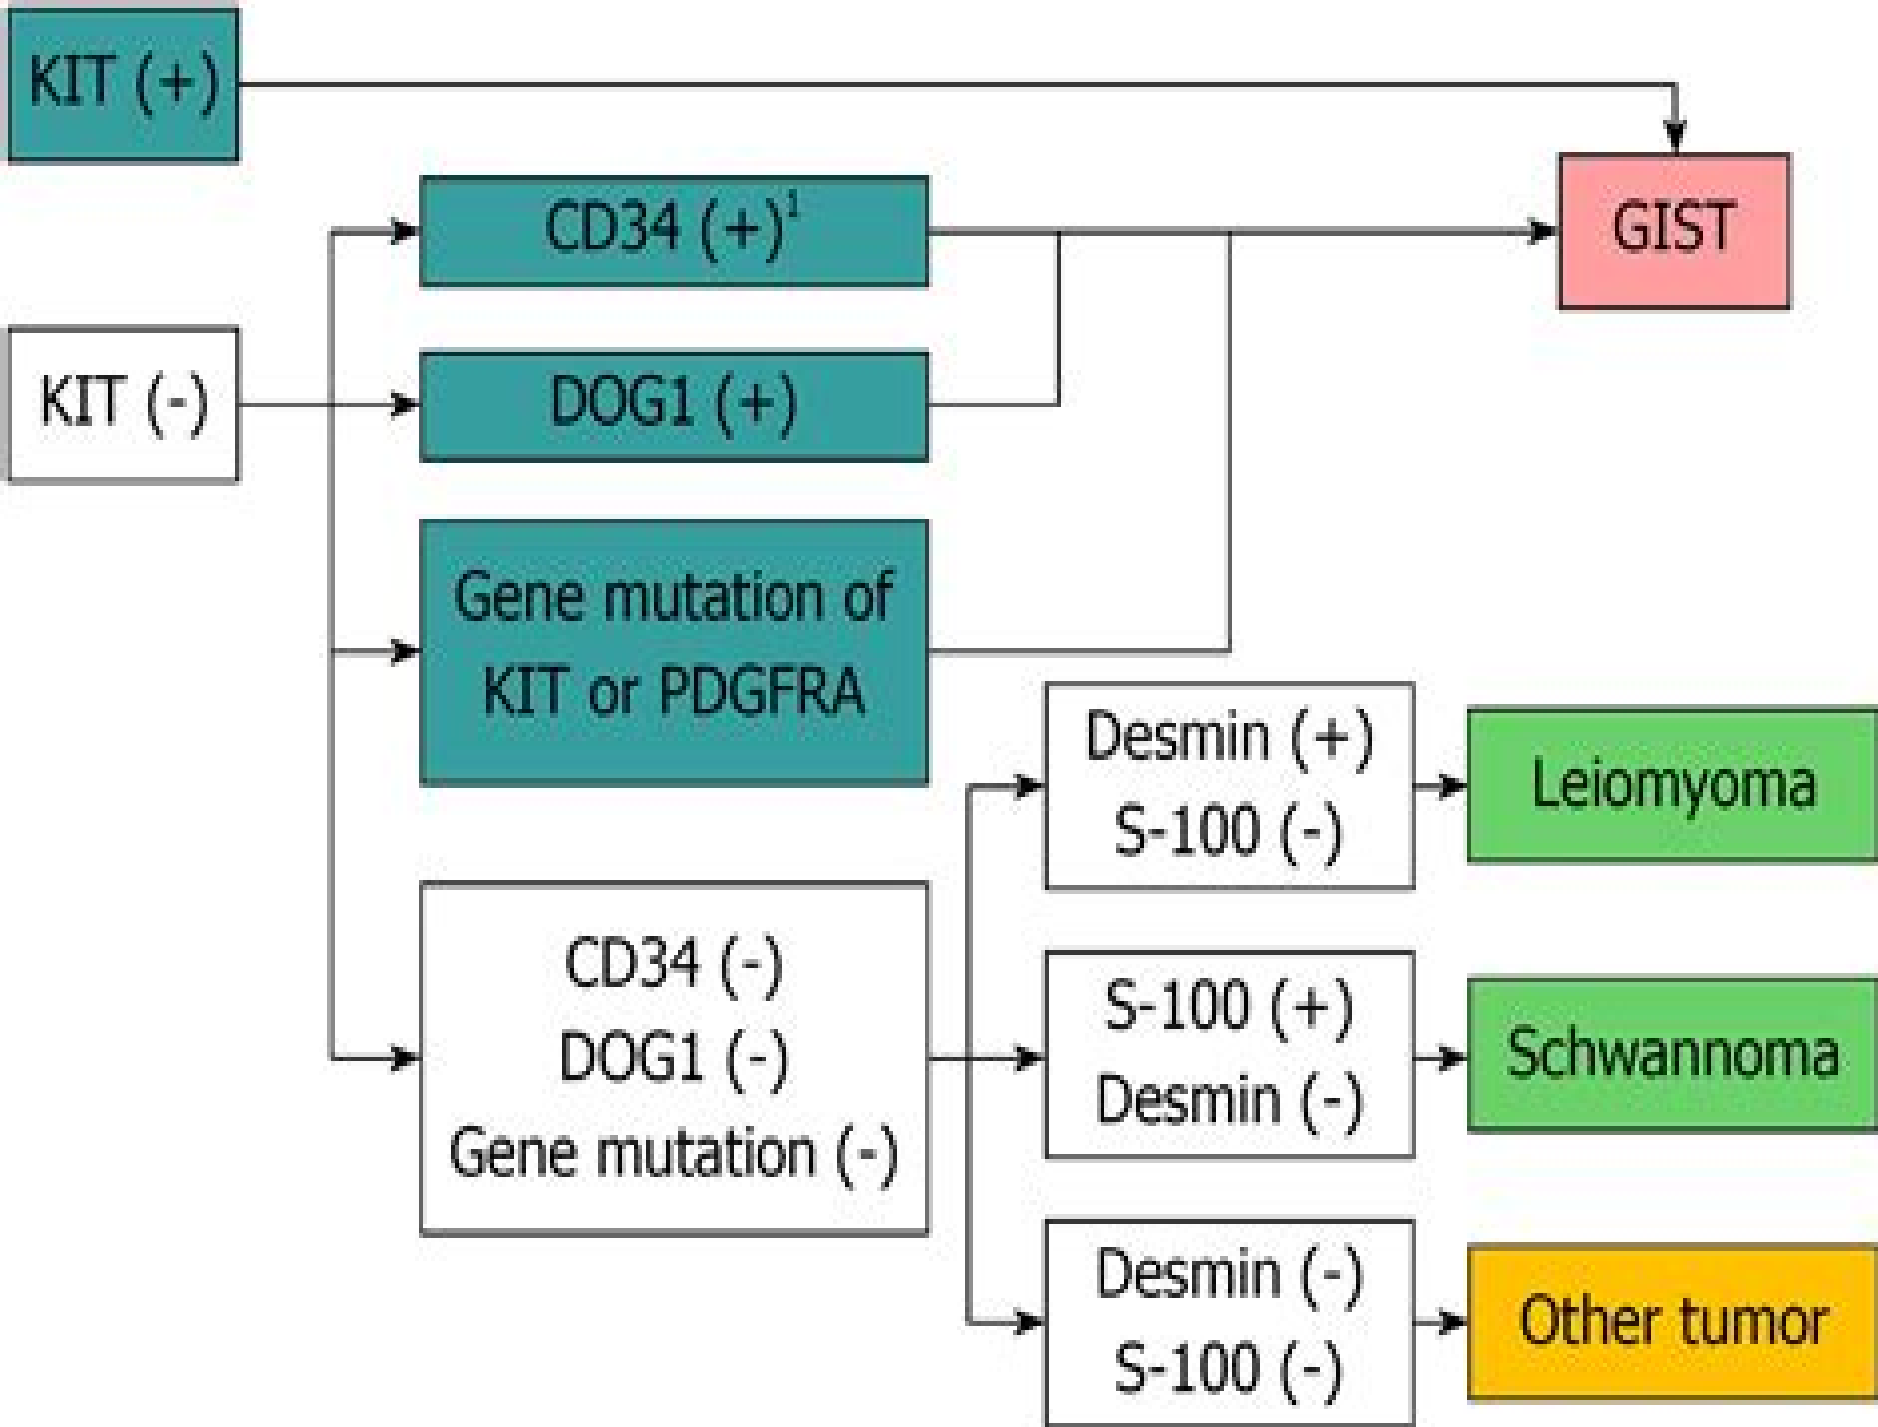 KIT (+)
CD34 (+)¹
GIST
KIT (-)
DOG1 (+)
Gene mutation of
KIT or PDGFRA
Desmin (+)
S-100 (-)
Leiomyoma
CD34 (-)
DOG1 (-)
Gene mutation (-)
S-100 (+)
Desmin (-)
Schwannoma
Desmin (-)
S-100 (-)
Other tumor